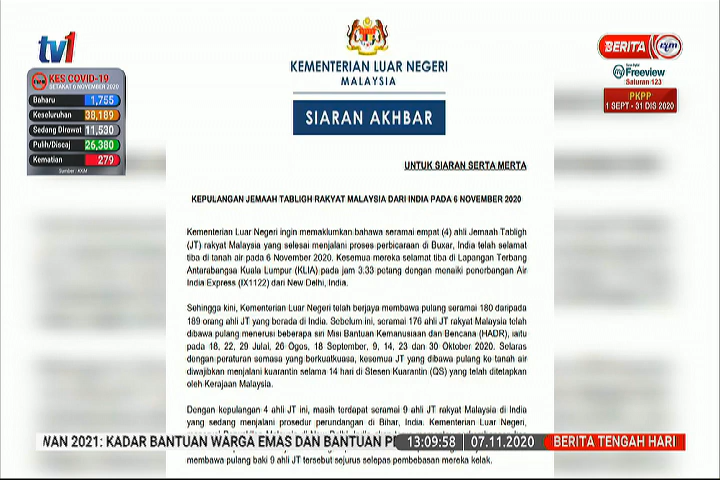 tv1
KES COVID-19
SETAKAT 6 NOVEMBER 2020
Baharu 1,755
Keseluruhan 38,189
Sedang Dirawat 11,530
Pulih/Discaj 26,380
Kematian 279
Sumber : KKM
KEMENTERIAN LUAR NEGERI
MALAYSIA
SIARAN AKHBAR
BERITA rtm
Freeview
Saluran 123
PKPP
1 SEPT - 31 DIS 2020
UNTUK SIARAN SERTA MERTA
KEPULANGAN JEMAAH TABLIGH RAKYAT MALAYSIA DARI INDIA PADA 6 NOVEMBER 2020
Kementerian Luar Negeri ingin memaklumkan bahawa seramai empat (4) ahli Jemaah Tabligh
(JT) rakyat Malaysia yang selesai menjalani proses perbicaraan di Buxar, India telah selamat
tiba di tanah air pada 6 November 2020. Kesemua mereka selamat tiba di Lapangan Terbang
Antarabangsa Kuala Lumpur (KLIA) pada jam 3.33 petang dengan menaiki penerbangan Air
India Express (IX1122) dari New Delhi, India.
Sehingga kini, Kementerian Luar Negeri telah berjaya membawa pulang seramai 180 daripada
189 orang ahli JT yang berada di India. Sebelum ini, seramai 176 ahli JT rakyat Malaysia telah
dibawa pulang menerusi beberapa siri Misi Bantuan Kemanusiaan dan Bencana (HADR), iaitu
pada 18, 22, 29 Julai, 26 Ogos, 18 September, 9, 14, 23 dan 30 Oktober 2020. Selaras
dengan peraturan semasa yang berkuatkuasa, kesemua JT yang dibawa pulang ke tanah air
diwajibkan menjalani kuarantin selama 14 hari di Stesen Kuarantin (QS) yang telah ditetapkan
oleh Kerajaan Malaysia.
Dengan kepulangan 4 ahli JT ini, masih terdapat seramai 9 ahli JT rakyat Malaysia di India
yang sedang menjalani prosedur perundangan di Bihar, India. Kementerian Luar Negeri,
WAN 2021: KADAR BANTUAN WARGA EMAS DAN BANTUAN P 13:09:58 07.11.2020 BERITA TENGAH HARI
membawa pulang baki 9 ahli JT tersebut sejurus selepas pembebasan mereka kelak.